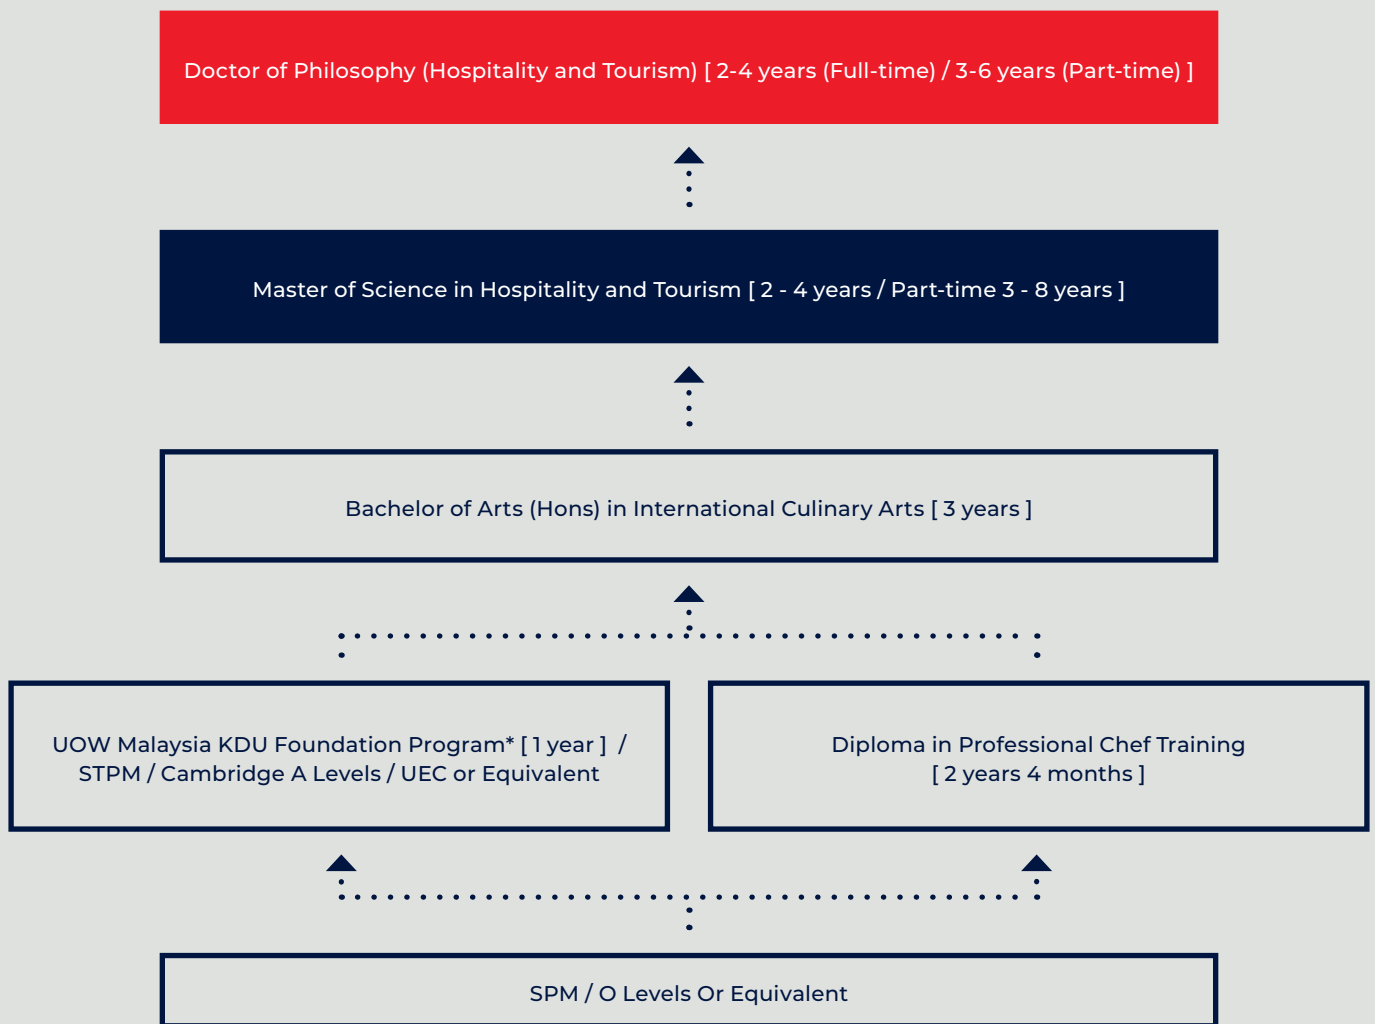 Doctor of Philosophy (Hospitality and Tourism) [ 2-4 years (Full-time) / 3-6 years (Part-time) ]
Master of Science in Hospitality and Tourism [ 2 - 4 years / Part-time 3 - 8 years ]
Bachelor of Arts (Hons) in International Culinary Arts [ 3 years ]
UOW Malaysia KDU Foundation Program* [ 1 year ] /
STPM / Cambridge A Levels / UEC or Equivalent
Diploma in Professional Chef Training
[ 2 years 4 months ]
SPM / O Levels Or Equivalent